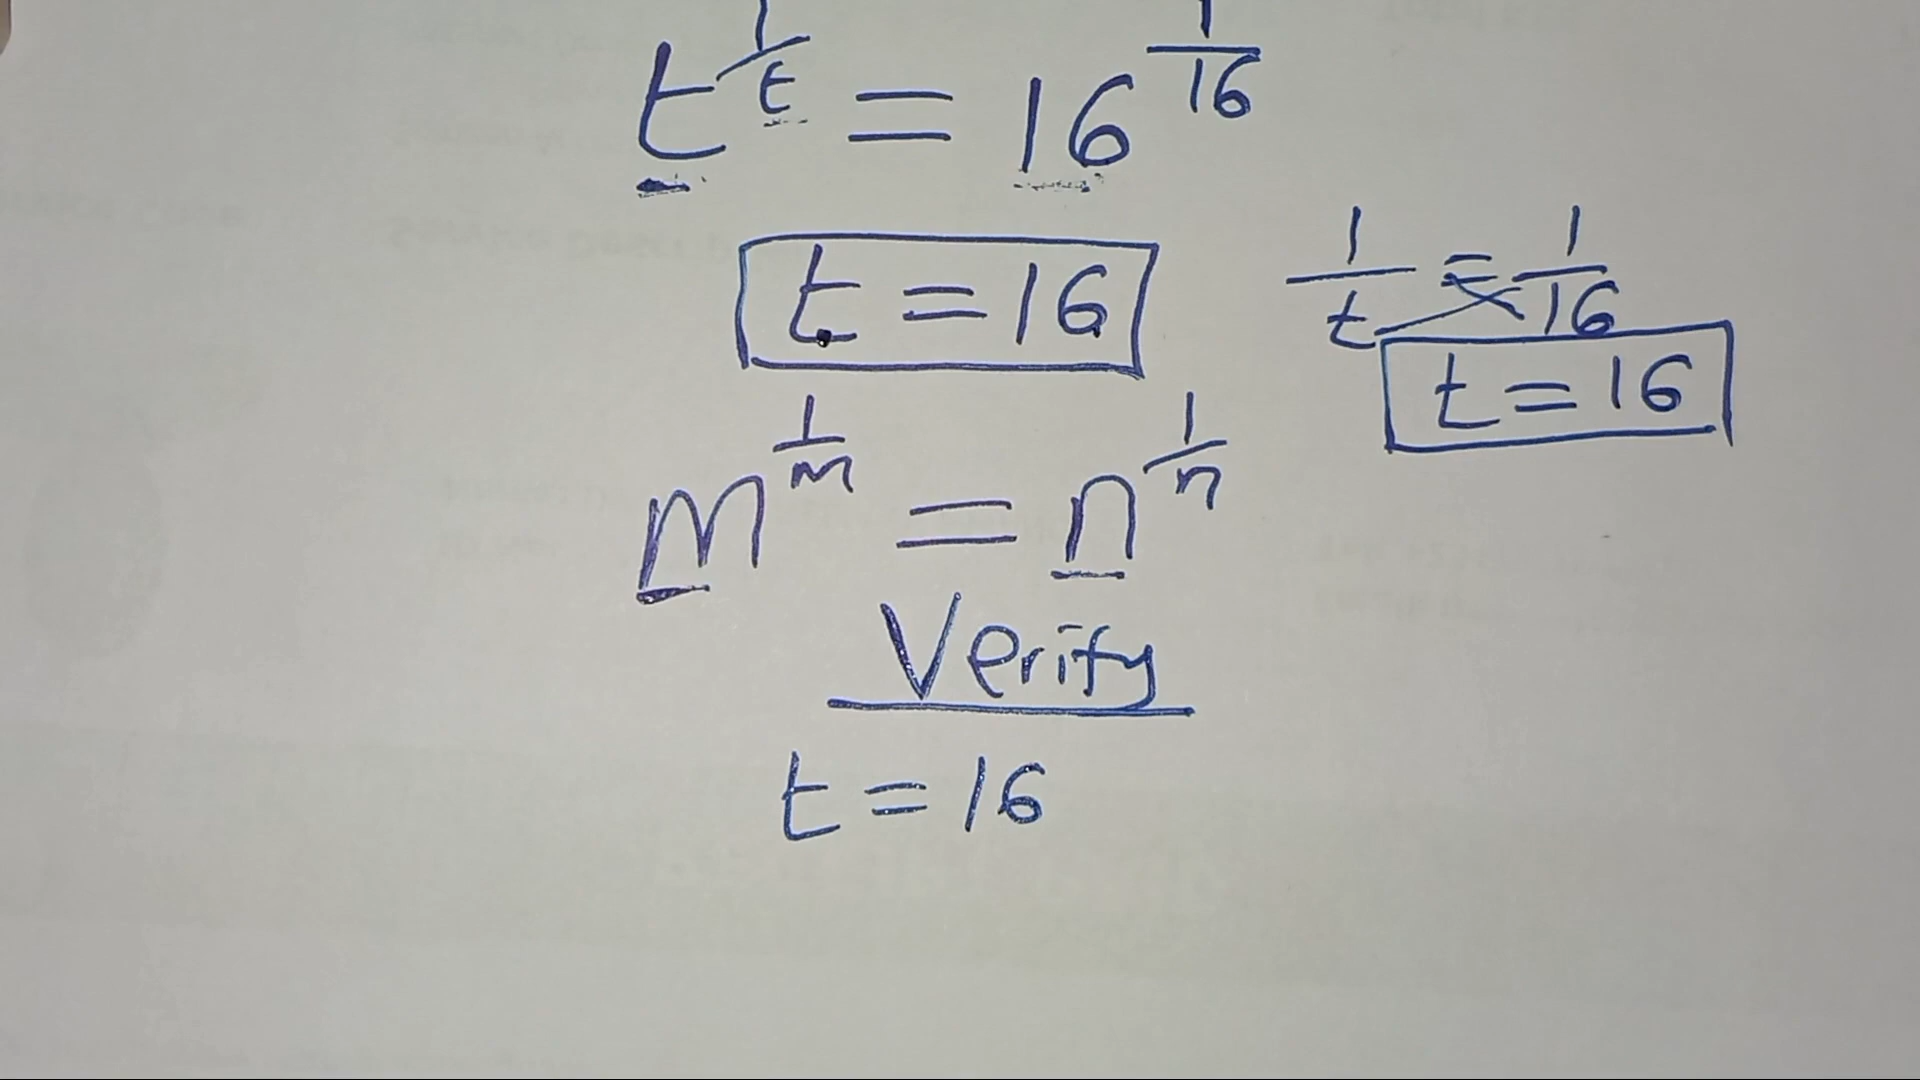 t^(1/t) = 16^(1/16)
t = 16
1/t = 1/16
t = 16
m^(1/m) = n^(1/n)
Verify
t = 16